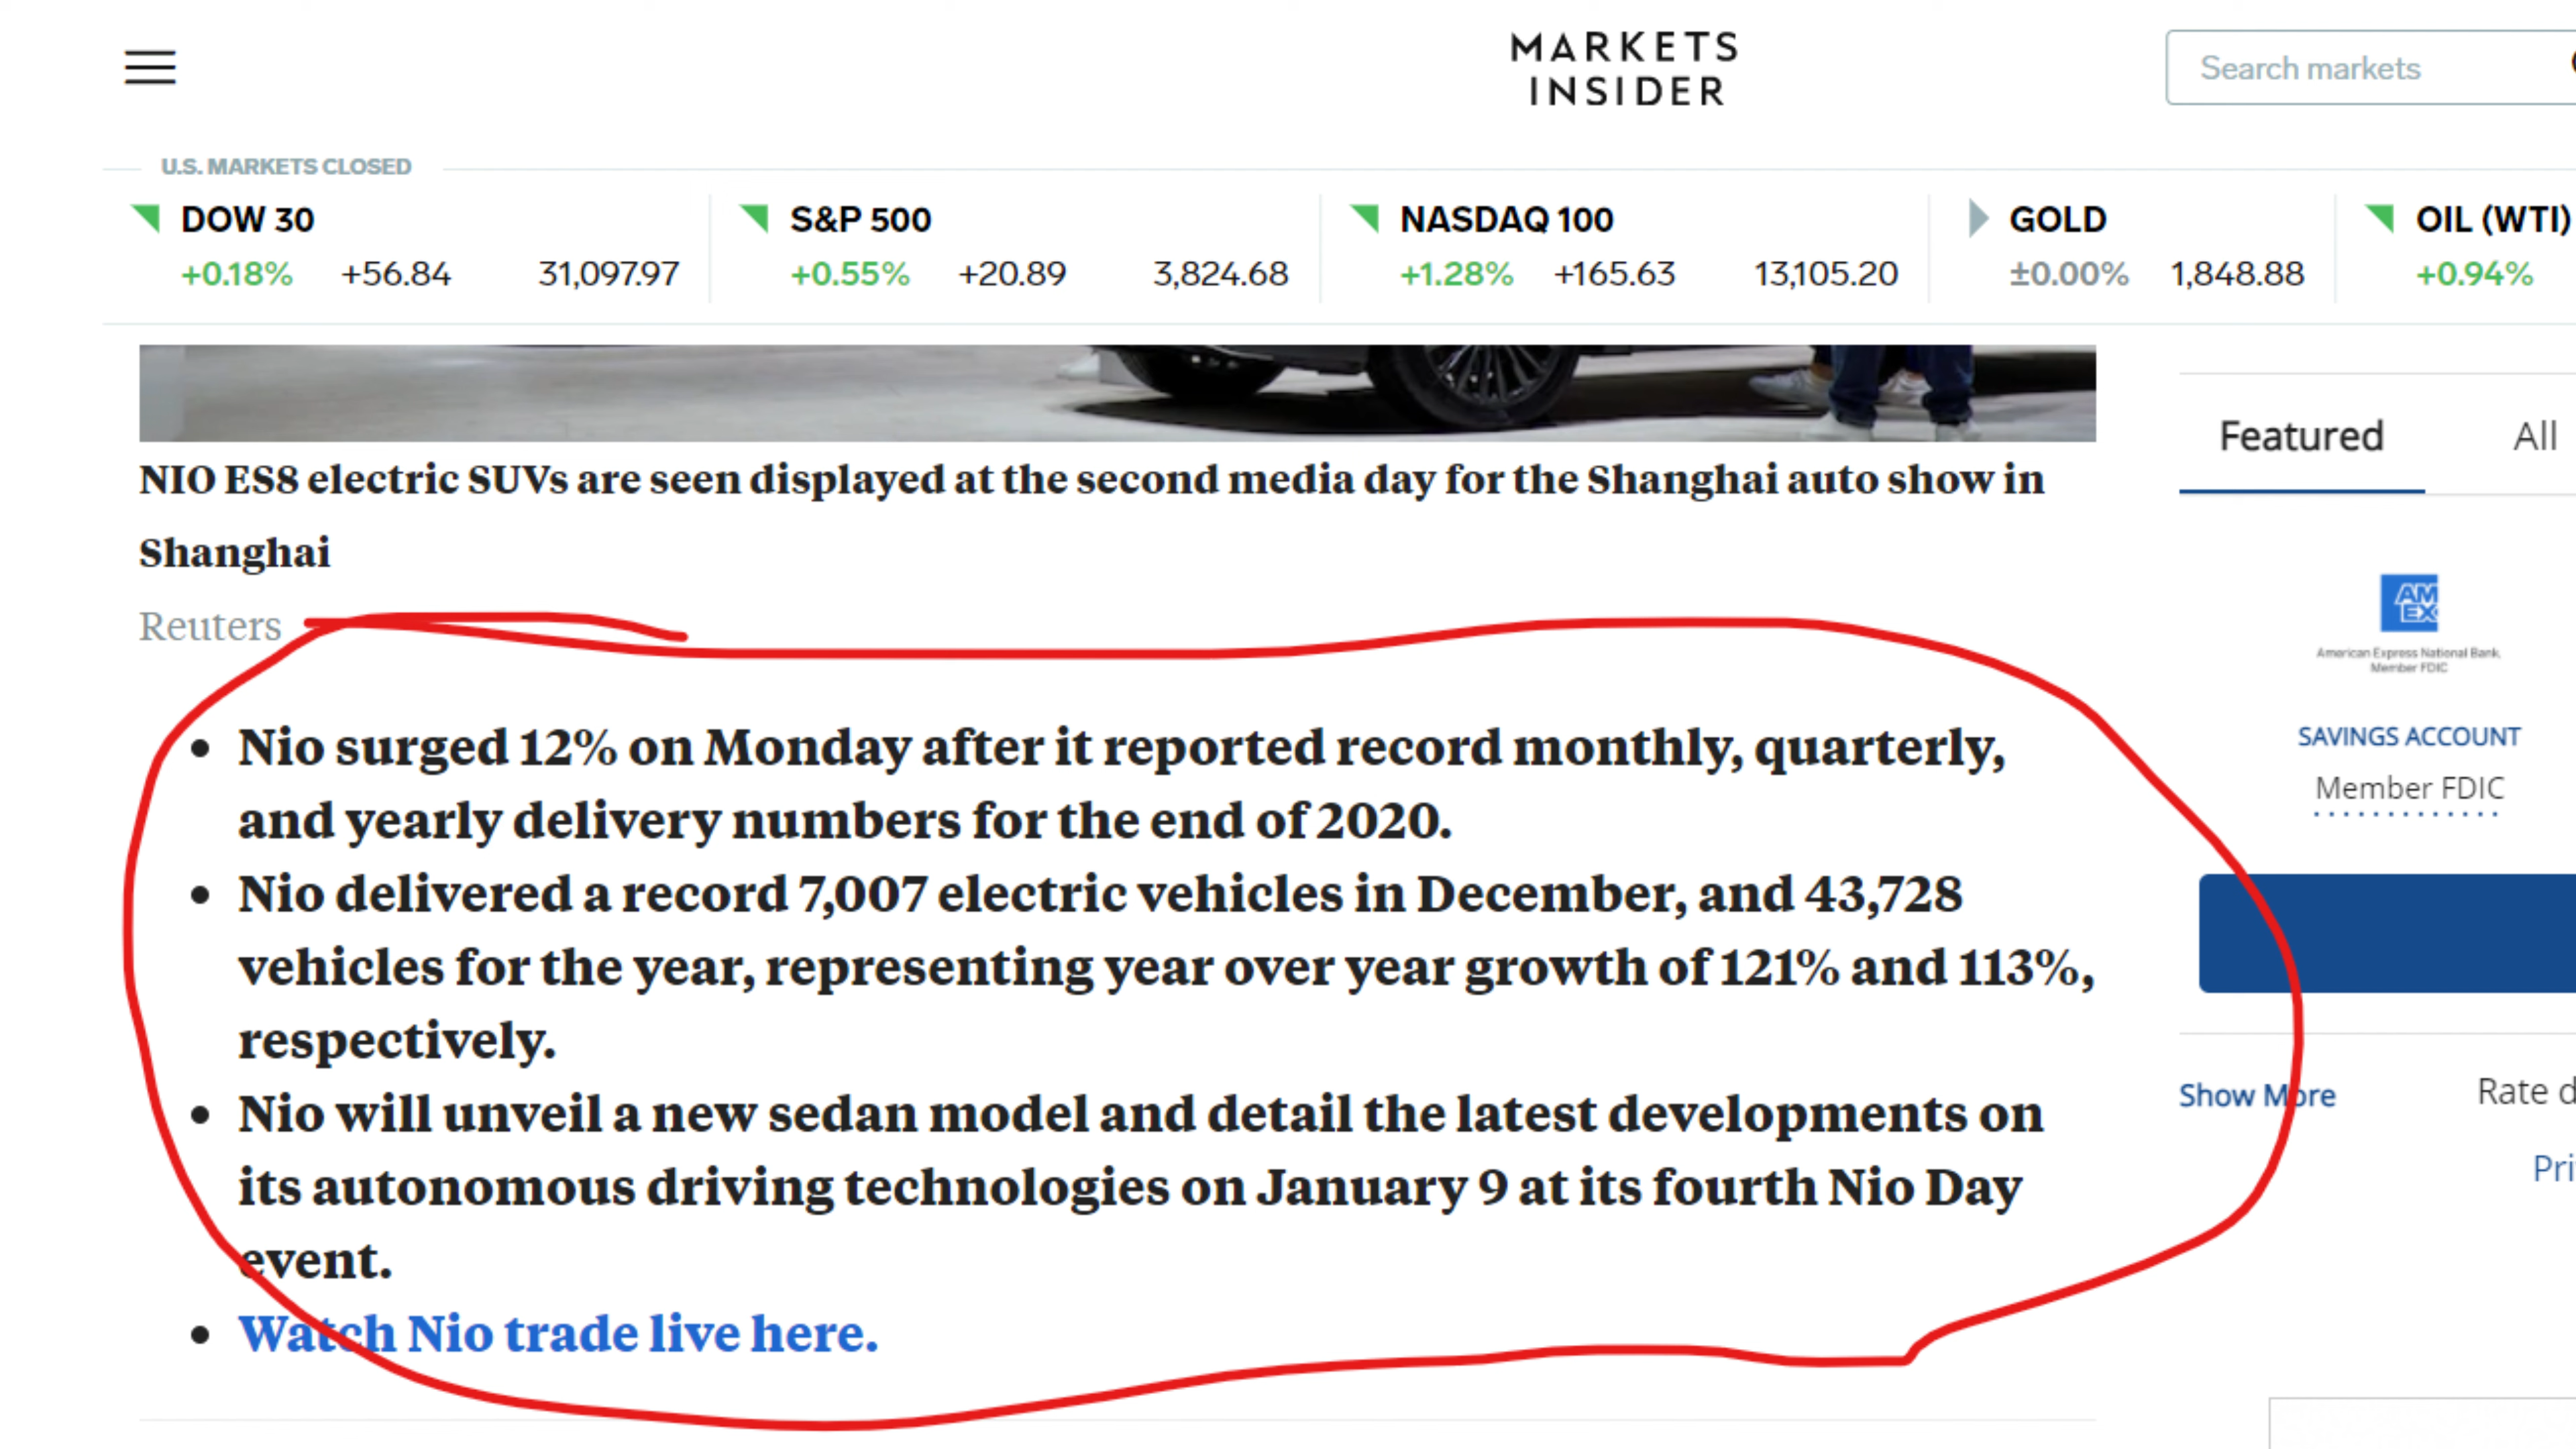 MARKETS
INSIDER
Search markets
U.S. MARKETS CLOSED
DOW 30
+0.18% +56.84 31,097.97
S&P 500
+0.55% +20.89 3,824.68
NASDAQ 100
+1.28% +165.63 13,105.20
GOLD
±0.00% 1,848.88
OIL (WTI)
+0.94%
NIO ES8 electric SUVs are seen displayed at the second media day for the Shanghai auto show in
Shanghai
Reuters
• Nio surged 12% on Monday after it reported record monthly, quarterly,
and yearly delivery numbers for the end of 2020.
• Nio delivered a record 7,007 electric vehicles in December, and 43,728
vehicles for the year, representing year over year growth of 121% and 113%,
respectively.
• Nio will unveil a new sedan model and detail the latest developments on
its autonomous driving technologies on January 9 at its fourth Nio Day
event.
• Watch Nio trade live here.
Featured All
AM
EX
American Express National Bank,
Member FDIC
SAVINGS ACCOUNT
Member FDIC
Show More Rate d
Pri